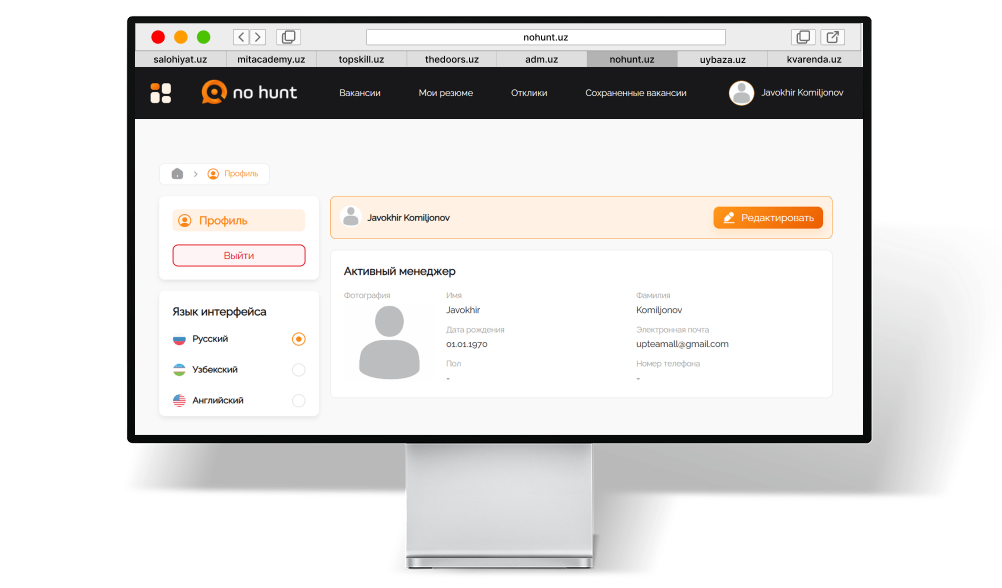 nohunt.uz
salohiyat.uz mitacademy.uz topskill.uz thedoors.uz adm.uz nohunt.uz uybaza.uz kvarenda.uz
no hunt Вакансии Мои резюме Отклики Сохраненные вакансии Javokhir Komiljonov
Профиль
Профиль
Выйти
Язык интерфейса
Русский
Узбекский
Английский
Javokhir Komiljonov Редактировать
Активный менеджер
Фотография Имя Фамилия
Javokhir Komiljonov
Дата рождения Электронная почта
01.01.1970 upteamall@gmail.com
Пол Номер телефона
- -